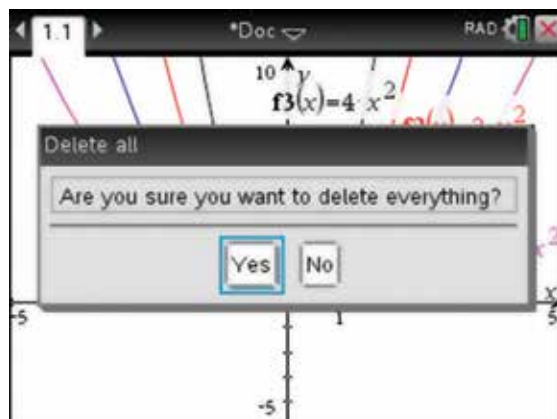 1.1 *Doc RAD
10 y
f3(x)=4·x²
Delete all
Are you sure you want to delete everything?
Yes No
x²
x
-5 1 5
-5